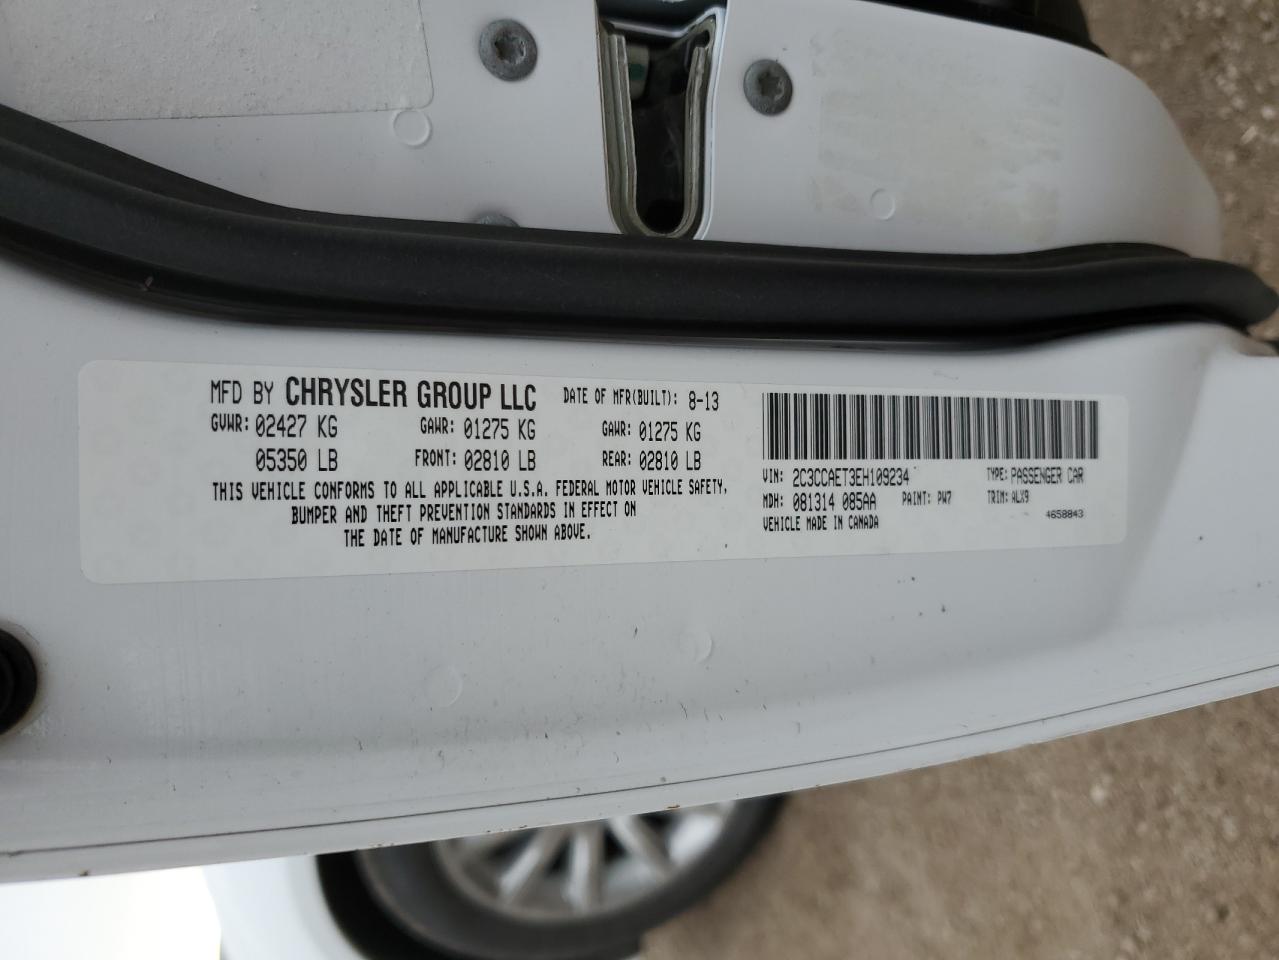 MFD BY CHRYSLER GROUP LLC DATE OF MFR(BUILT): 8-13
GVWR: 02427 KG GAWR: 01275 KG GAWR: 01275 KG
05350 LB FRONT: 02810 LB REAR: 02810 LB
THIS VEHICLE CONFORMS TO ALL APPLICABLE U.S.A. FEDERAL MOTOR VEHICLE SAFETY,
BUMPER AND THEFT PREVENTION STANDARDS IN EFFECT ON
THE DATE OF MANUFACTURE SHOWN ABOVE.
VIN: 2C3CCAET3EH109234 TYPE: PASSENGER CAR
MDH: 081314 085AA PAINT: PW7 TRIM: ALX9
VEHICLE MADE IN CANADA 4658843